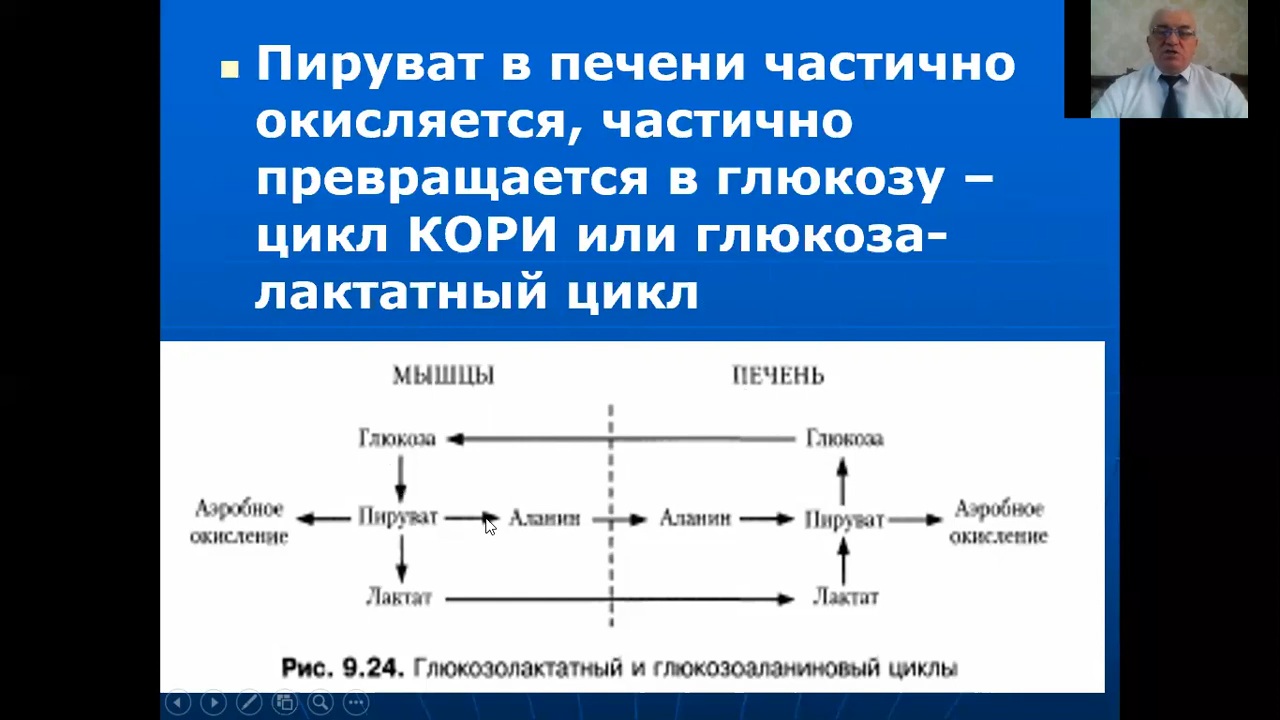 Пируват в печени частично
окисляется, частично
превращается в глюкозу –
цикл КОРИ или глюкоза-
лактатный цикл
МЫШЦЫ ПЕЧЕНЬ
Глюкоза Глюкоза
Аэробное окисление Пируват Аланин Аланин Пируват Аэробное окисление
Лактат Лактат
Рис. 9.24. Глюкозолактатный и глюкозоаланиновый циклы